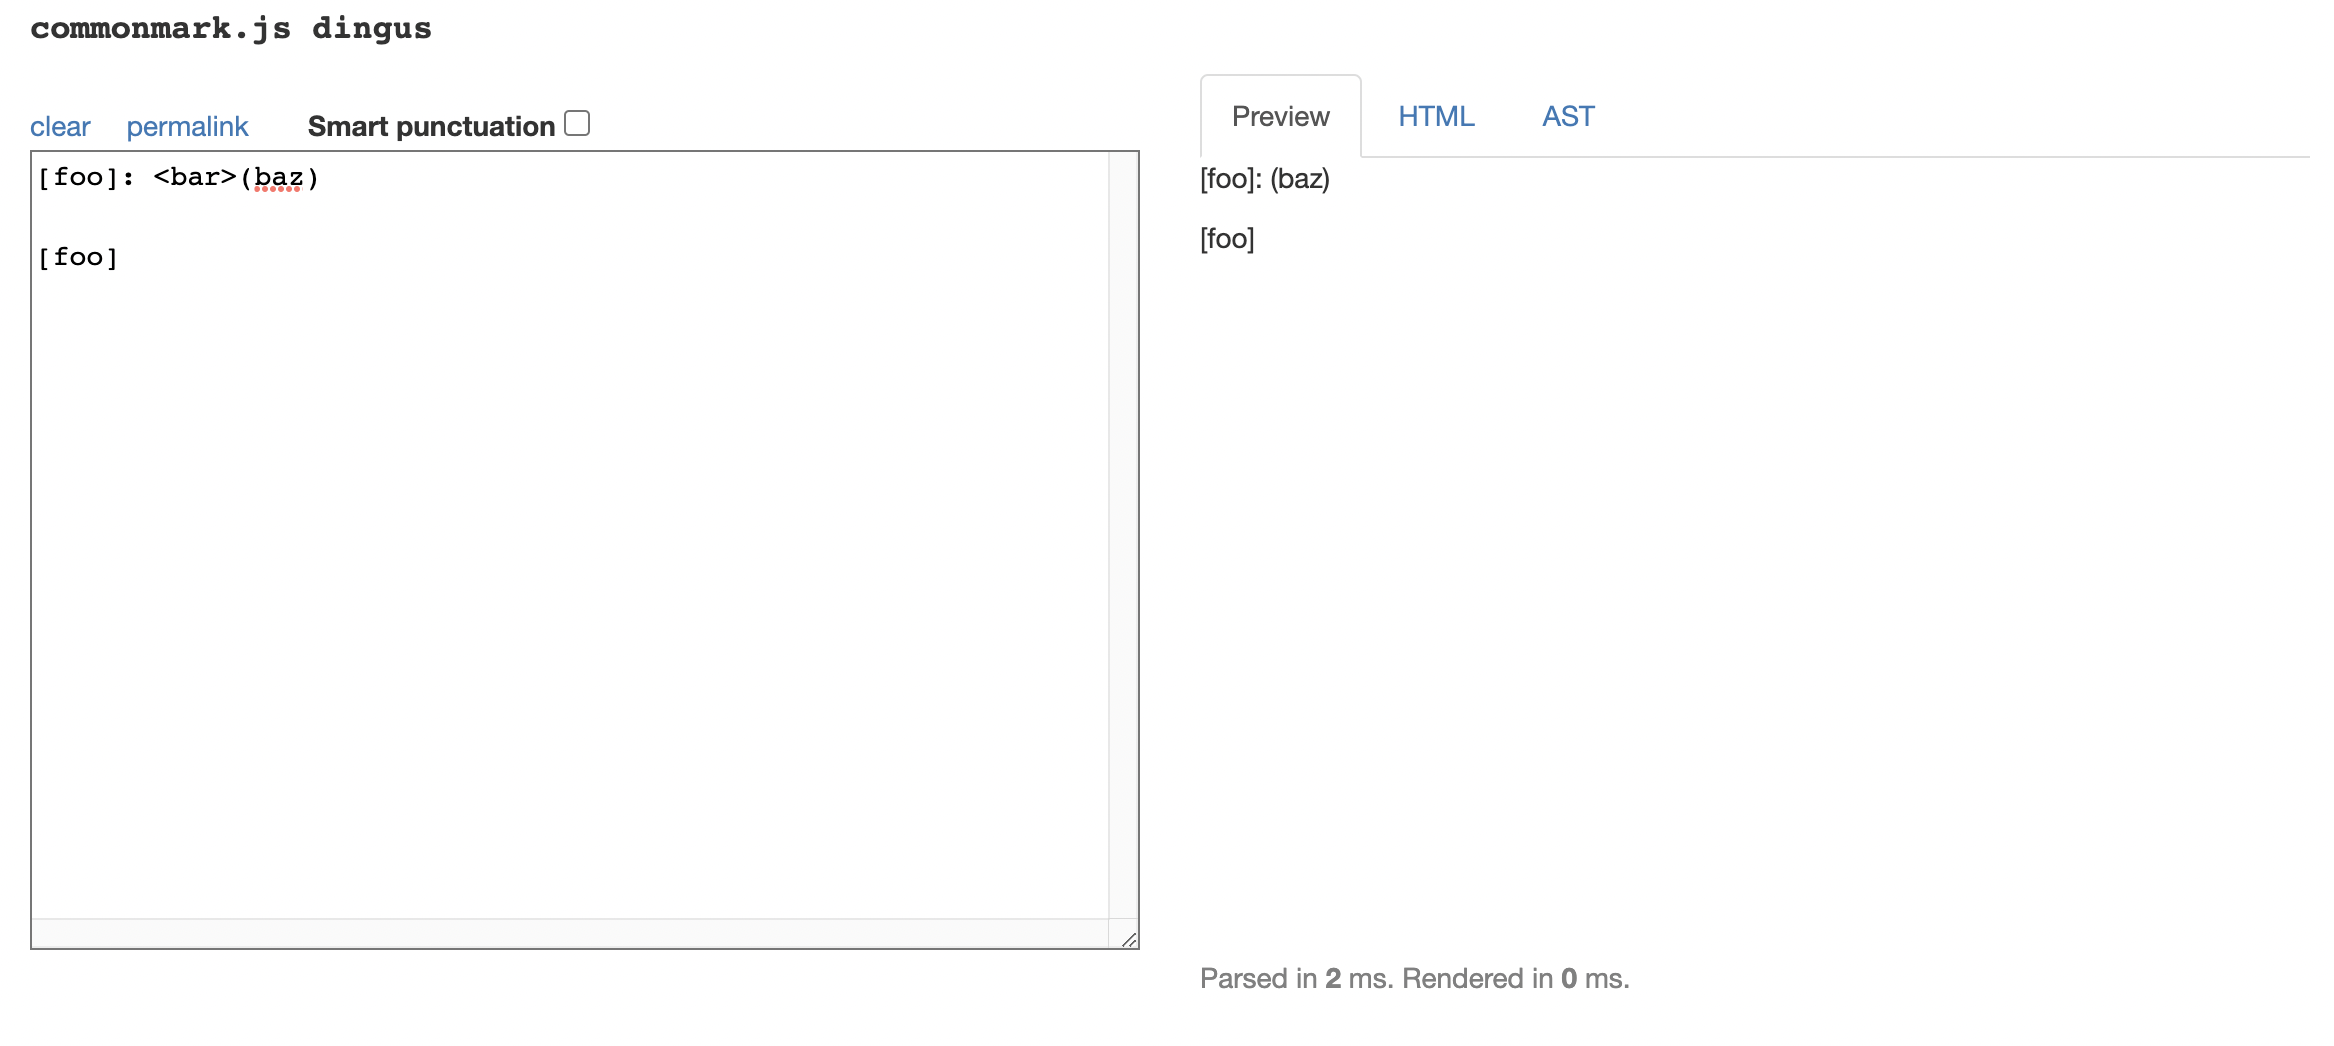 commonmark.js dingus
clear permalink Smart punctuation
[foo]: <bar>(baz)
[foo]
Preview HTML AST
[foo]: (baz)
[foo]
Parsed in 2 ms. Rendered in 0 ms.